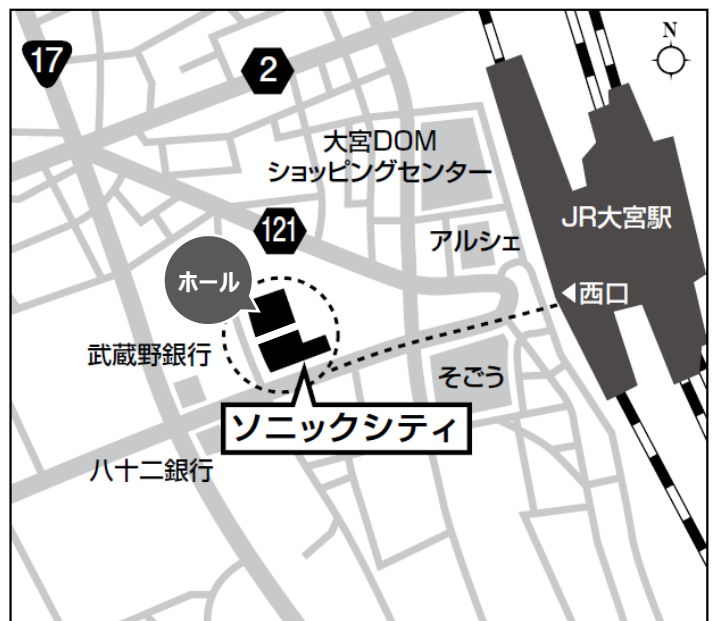 17
N
2
大宮DOM
ショッピングセンター
JR大宮駅
121
アルシェ
ホール
西口
武蔵野銀行
そごう
ソニックシティ
八十二銀行